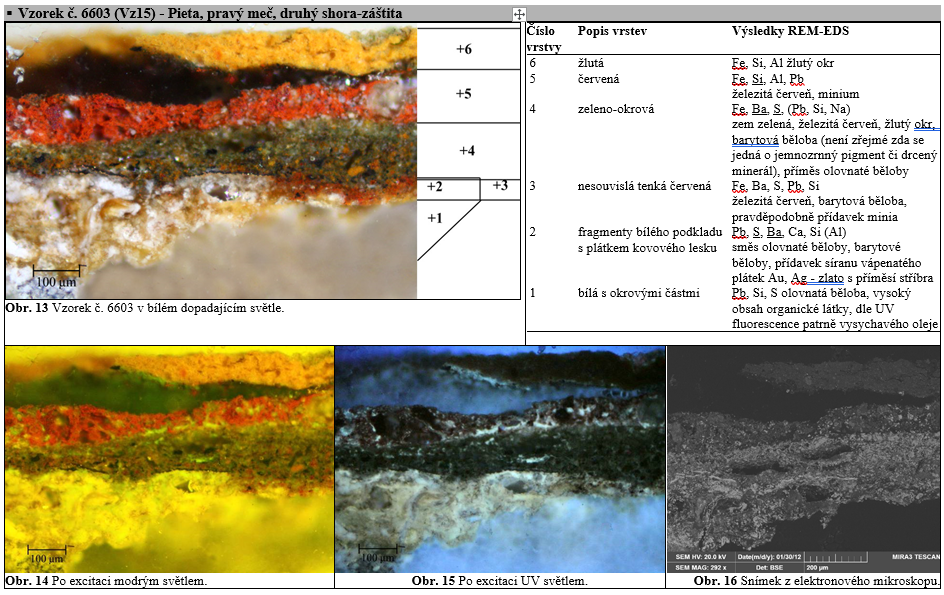 ▪ Vzorek č. 6603 (Vz15) - Pieta, pravý meč, druhý shora-záštita
+6
+5
+4
+2
+3
+1
100 µm
Obr. 13 Vzorek č. 6603 v bílém dopadajícím světle.
Číslo vrstvy Popis vrstev Výsledky REM-EDS
6 žlutá Fe, Si, Al žlutý okr
5 červená Fe, Si, Al, Pb
železitá červeň, minium
4 zeleno-okrová Fe, Ba, S, (Pb, Si, Na)
zem zelená, železitá červeň, žlutý okr,
barytová běloba (není zřejmé zda se
jedná o jemnozrnný pigment či drcený
minerál), příměs olovnaté běloby
3 nesouvislá tenká červená Fe, Ba, S, Pb, Si
železitá červeň, barytová běloba,
pravděpodobně přídavek minia
2 fragmenty bílého podkladu Pb, S, Ba, Ca, Si (Al)
s plátkem kovového lesku směs olovnaté běloby, barytové
běloby, přídavek síranu vápenatého
plátek Au, Ag - zlato s příměsí stříbra
1 bílá s okrovými částmi Pb, Si, S olovnatá běloba, vysoký
obsah organické látky, dle UV
fluorescence patrně vysychavého oleje
100 µm
Obr. 14 Po excitaci modrým světlem.
100 µm
Obr. 15 Po excitaci UV světlem.
SEM HV: 20.0 kV Date(m/d/y): 01/30/12 MIRA3 TESCAN
SEM MAG: 292 x Det: BSE 200 µm
Obr. 16 Snímek z elektronového mikroskopu.